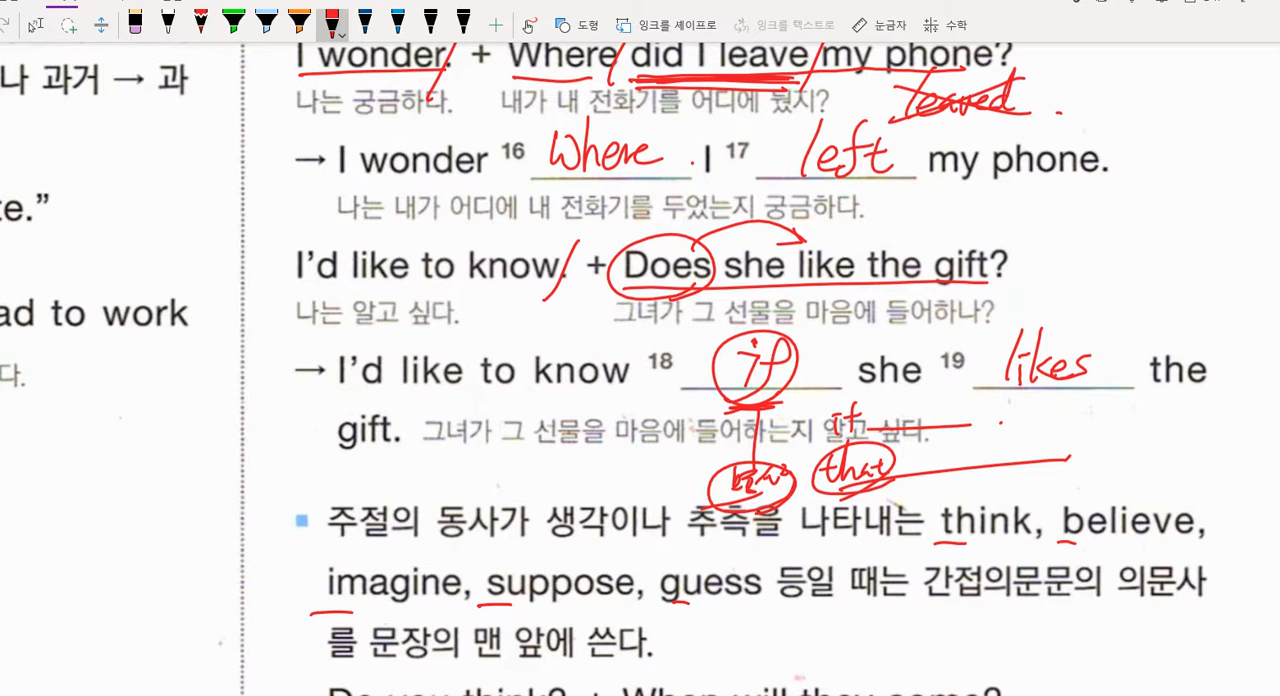 도형 잉크를 셰이프로 잉크를 텍스트로 눈금자 수학
나 과거 → 과
te.”
ad to work
다.
I wonder. + Where did I leave my phone?
나는 궁금하다. 내가 내 전화기를 어디에 뒀지?
leaved
→ I wonder 16 where I 17 left my phone.
나는 내가 어디에 내 전화기를 두었는지 궁금하다.
I’d like to know. + Does she like the gift?
나는 알고 싶다. 그녀가 그 선물을 마음에 들어하나?
→ I’d like to know 18 if she 19 likes the
gift. 그녀가 그 선물을 마음에 들어하는지 알고 싶다.
if
that
■ 주절의 동사가 생각이나 추측을 나타내는 think, believe,
imagine, suppose, guess 등일 때는 간접의문문의 의문사
를 문장의 맨 앞에 쓴다.
Do you think? + When will they come?